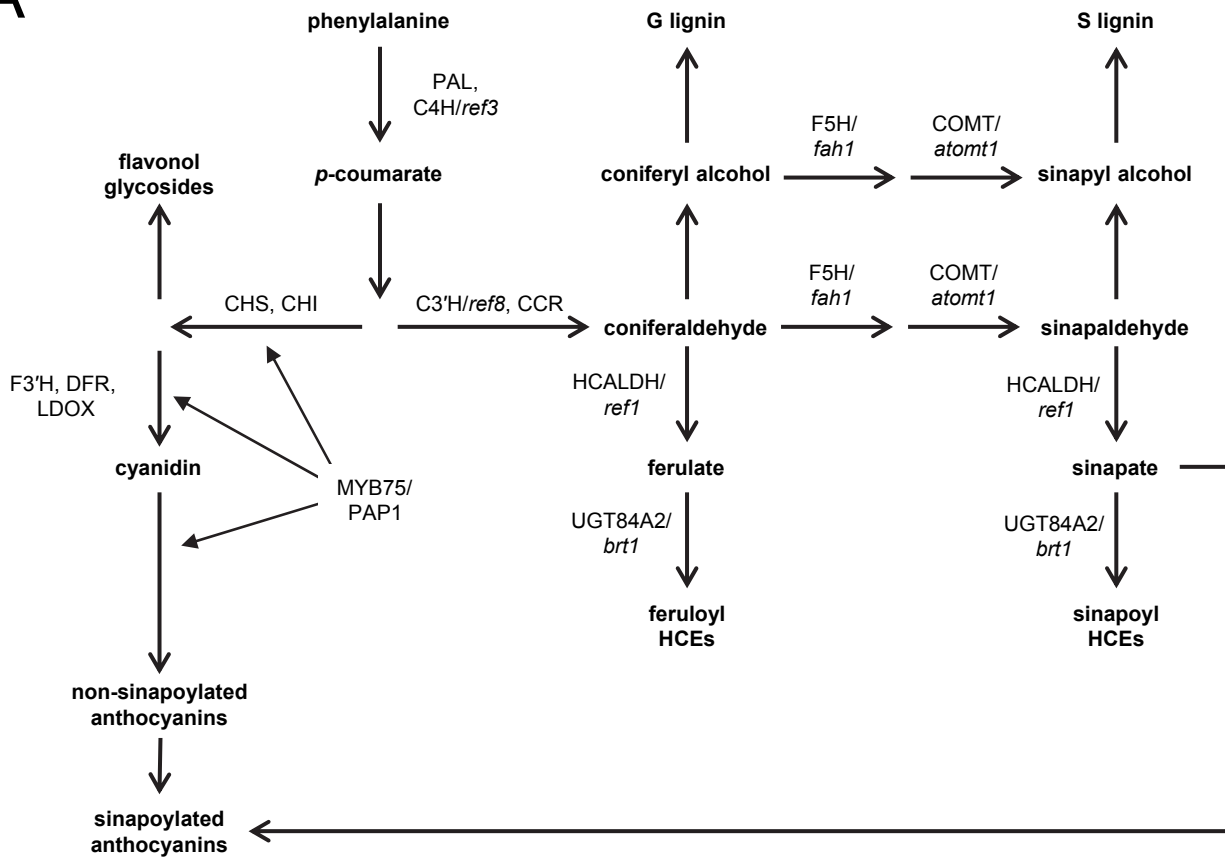 A
phenylalanine
G lignin
S lignin
PAL,
C4H/ref3
F5H/
fah1
COMT/
atomt1
flavonol
glycosides
p-coumarate
coniferyl alcohol
sinapyl alcohol
F5H/
fah1
COMT/
atomt1
CHS, CHI
C3′H/ref8, CCR
coniferaldehyde
sinapaldehyde
F3′H, DFR,
LDOX
HCALDH/
ref1
HCALDH/
ref1
cyanidin
ferulate
sinapate
MYB75/
PAP1
UGT84A2/
brt1
UGT84A2/
brt1
feruloyl
HCEs
sinapoyl
HCEs
non-sinapoylated
anthocyanins
sinapoylated
anthocyanins